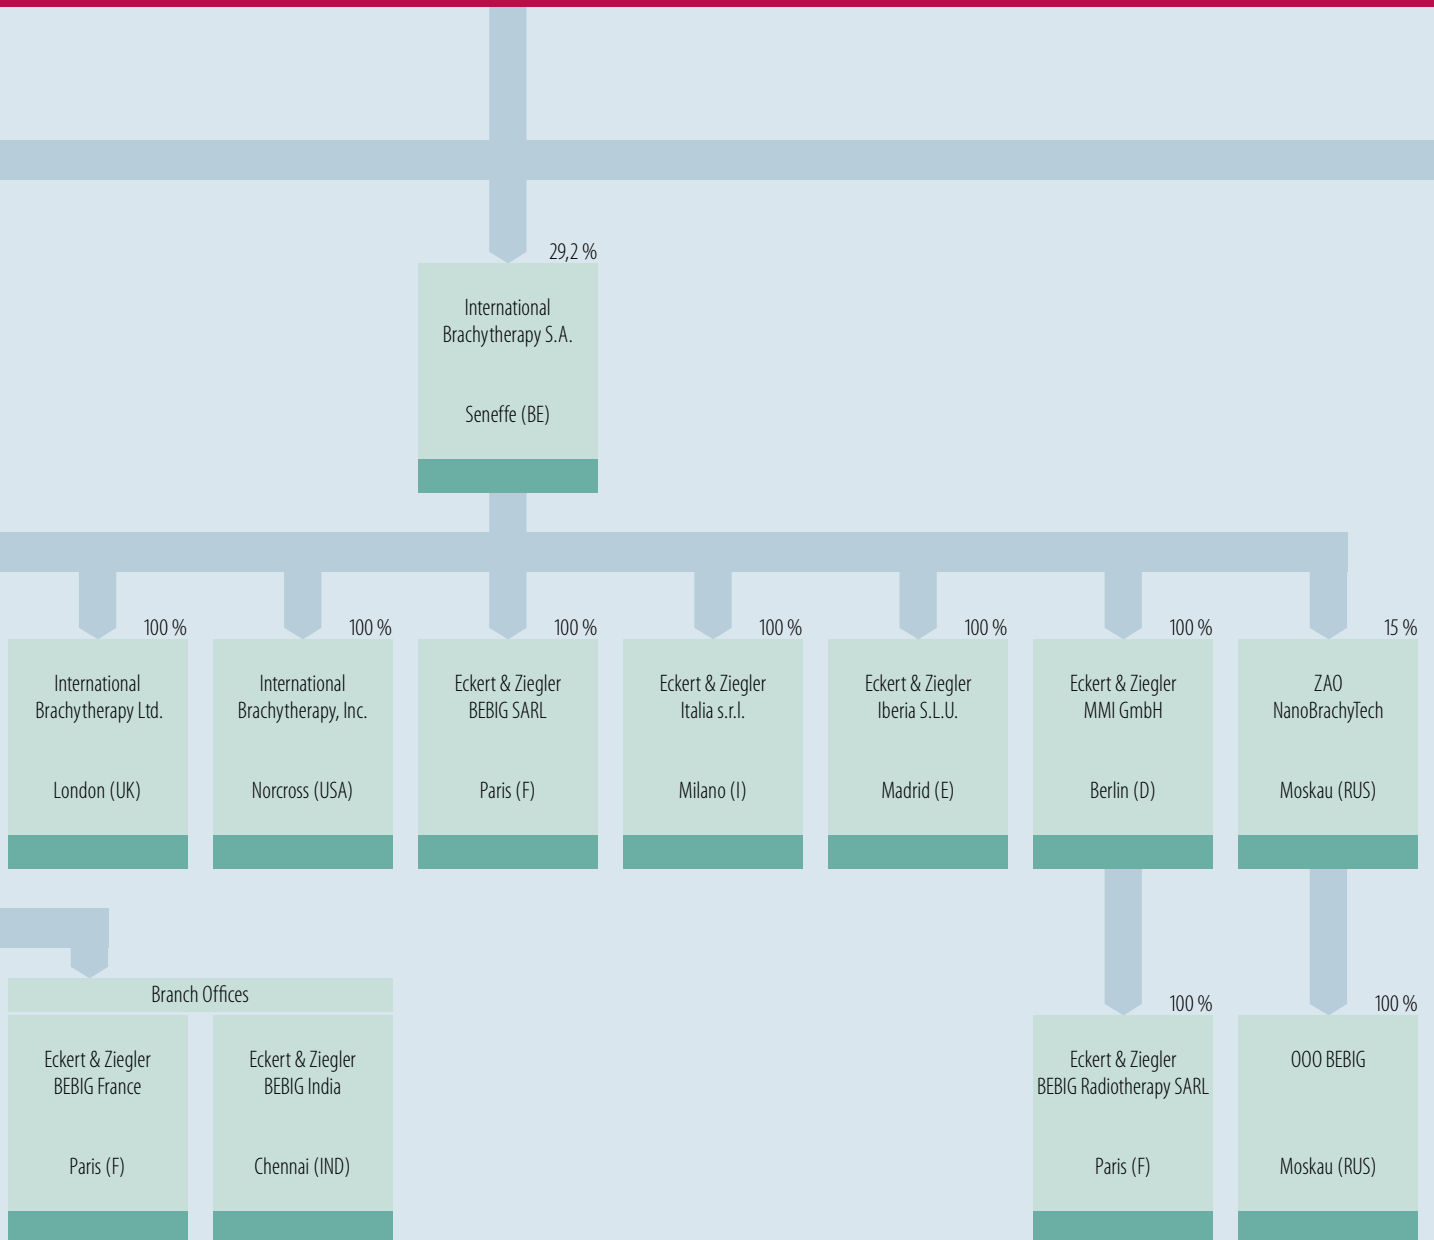 29,2 %
International
Brachytherapy S.A.
Seneffe (BE)
100 %
International
Brachytherapy Ltd.
London (UK)
100 %
International
Brachytherapy, Inc.
Norcross (USA)
100 %
Eckert & Ziegler
BEBIG SARL
Paris (F)
100 %
Eckert & Ziegler
Italia s.r.l.
Milano (I)
100 %
Eckert & Ziegler
Iberia S.L.U.
Madrid (E)
100 %
Eckert & Ziegler
MMI GmbH
Berlin (D)
15 %
ZAO
NanoBrachyTech
Moskau (RUS)
Branch Offices
Eckert & Ziegler
BEBIG France
Paris (F)
Eckert & Ziegler
BEBIG India
Chennai (IND)
100 %
Eckert & Ziegler
BEBIG Radiotherapy SARL
Paris (F)
100 %
OOO BEBIG
Moskau (RUS)